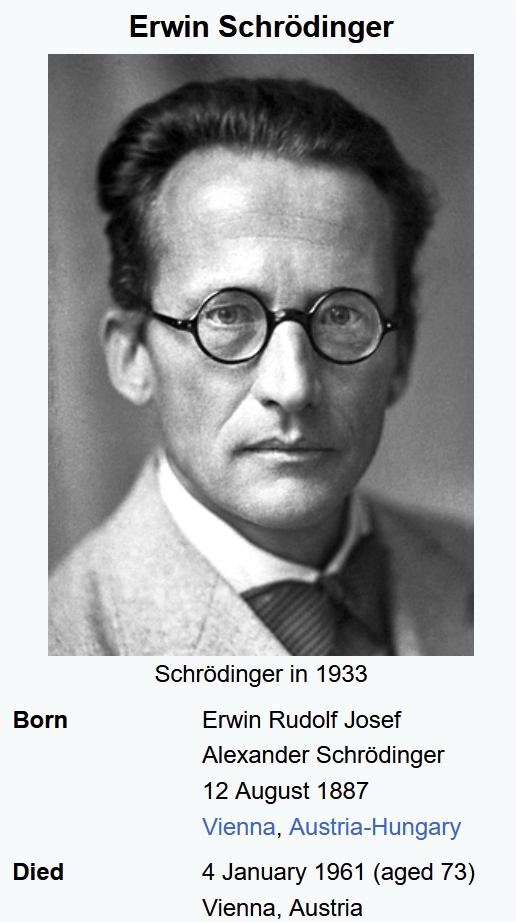 Erwin Schrödinger
Schrödinger in 1933
Born
Erwin Rudolf Josef
Alexander Schrödinger
12 August 1887
Vienna, Austria-Hungary
Died
4 January 1961 (aged 73)
Vienna, Austria